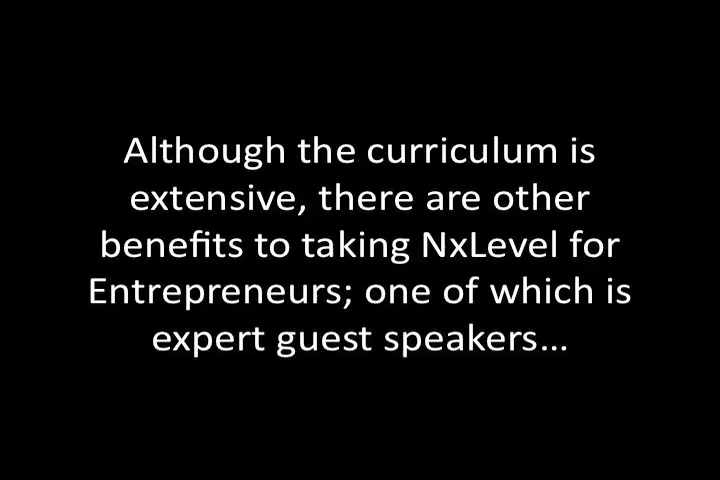 Although the curriculum is
extensive, there are other
benefits to taking NxLevel for
Entrepreneurs; one of which is
expert guest speakers...